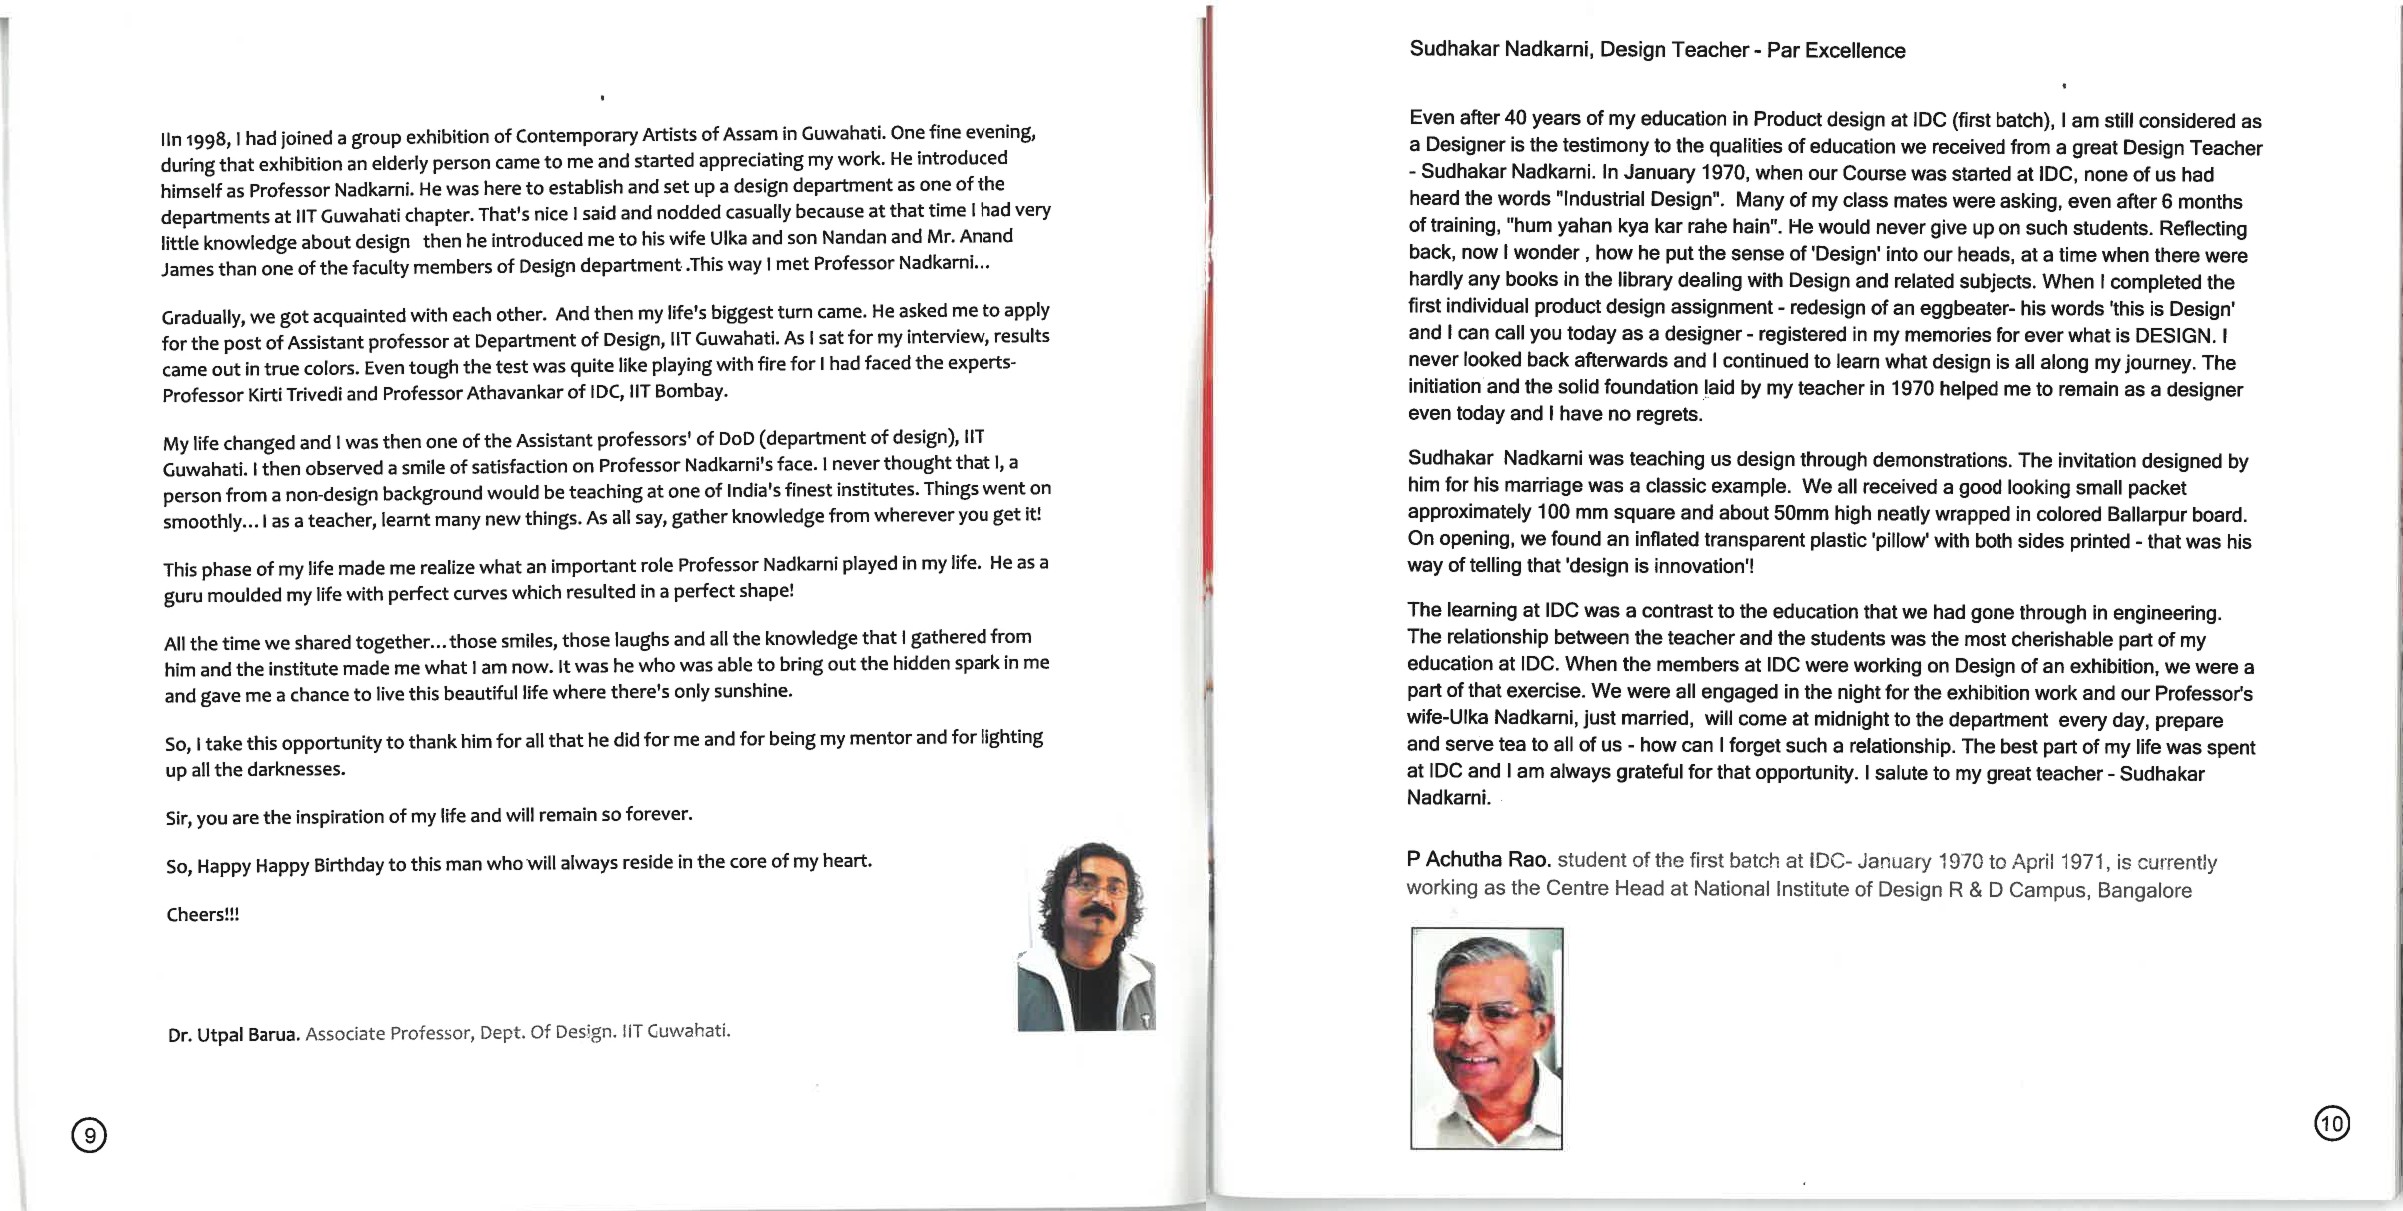 IIn 1998, I had joined a group exhibition of Contemporary Artists of Assam in Guwahati. One fine evening,
during that exhibition an elderly person came to me and started appreciating my work. He introduced
himself as Professor Nadkarni. He was here to establish and set up a design department as one of the
departments at IIT Guwahati chapter. That's nice I said and nodded casually because at that time I had very
little knowledge about design then he introduced me to his wife Ulka and son Nandan and Mr. Anand
James than one of the faculty members of Design department .This way I met Professor Nadkarni...
Gradually, we got acquainted with each other. And then my life's biggest turn came. He asked me to apply
for the post of Assistant professor at Department of Design, IIT Guwahati. As I sat for my interview, results
came out in true colors. Even tough the test was quite like playing with fire for I had faced the experts-
Professor Kirti Trivedi and Professor Athavankar of IDC, IIT Bombay.
My life changed and I was then one of the Assistant professors' of DoD (department of design), IIT
Guwahati. I then observed a smile of satisfaction on Professor Nadkarni's face. I never thought that I, a
person from a non-design background would be teaching at one of India's finest institutes. Things went on
smoothly... I as a teacher, learnt many new things. As all say, gather knowledge from wherever you get it!
This phase of my life made me realize what an important role Professor Nadkarni played in my life. He as a
guru moulded my life with perfect curves which resulted in a perfect shape!
All the time we shared together...those smiles, those laughs and all the knowledge that I gathered from
him and the institute made me what I am now. It was he who was able to bring out the hidden spark in me
and gave me a chance to live this beautiful life where there's only sunshine.
So, I take this opportunity to thank him for all that he did for me and for being my mentor and for lighting
up all the darknesses.
Sir, you are the inspiration of my life and will remain so forever.
So, Happy Happy Birthday to this man who will always reside in the core of my heart.
Cheers!!!
Dr. Utpal Barua. Associate Professor, Dept. Of Design. IIT Guwahati.
9
Sudhakar Nadkarni, Design Teacher - Par Excellence
Even after 40 years of my education in Product design at IDC (first batch), I am still considered as
a Designer is the testimony to the qualities of education we received from a great Design Teacher
- Sudhakar Nadkarni. In January 1970, when our Course was started at IDC, none of us had
heard the words "Industrial Design". Many of my class mates were asking, even after 6 months
of training, "hum yahan kya kar rahe hain". He would never give up on such students. Reflecting
back, now I wonder , how he put the sense of 'Design' into our heads, at a time when there were
hardly any books in the library dealing with Design and related subjects. When I completed the
first individual product design assignment - redesign of an eggbeater- his words 'this is Design'
and I can call you today as a designer - registered in my memories for ever what is DESIGN. I
never looked back afterwards and I continued to learn what design is all along my journey. The
initiation and the solid foundation laid by my teacher in 1970 helped me to remain as a designer
even today and I have no regrets.
Sudhakar Nadkarni was teaching us design through demonstrations. The invitation designed by
him for his marriage was a classic example. We all received a good looking small packet
approximately 100 mm square and about 50mm high neatly wrapped in colored Ballarpur board.
On opening, we found an inflated transparent plastic 'pillow' with both sides printed - that was his
way of telling that 'design is innovation'!
The learning at IDC was a contrast to the education that we had gone through in engineering.
The relationship between the teacher and the students was the most cherishable part of my
education at IDC. When the members at IDC were working on Design of an exhibition, we were a
part of that exercise. We were all engaged in the night for the exhibition work and our Professor's
wife-Ulka Nadkarni, just married, will come at midnight to the department every day, prepare
and serve tea to all of us - how can I forget such a relationship. The best part of my life was spent
at IDC and I am always grateful for that opportunity. I salute to my great teacher - Sudhakar
Nadkarni.
P Achutha Rao. student of the first batch at IDC- January 1970 to April 1971, is currently
working as the Centre Head at National Institute of Design R & D Campus, Bangalore
10